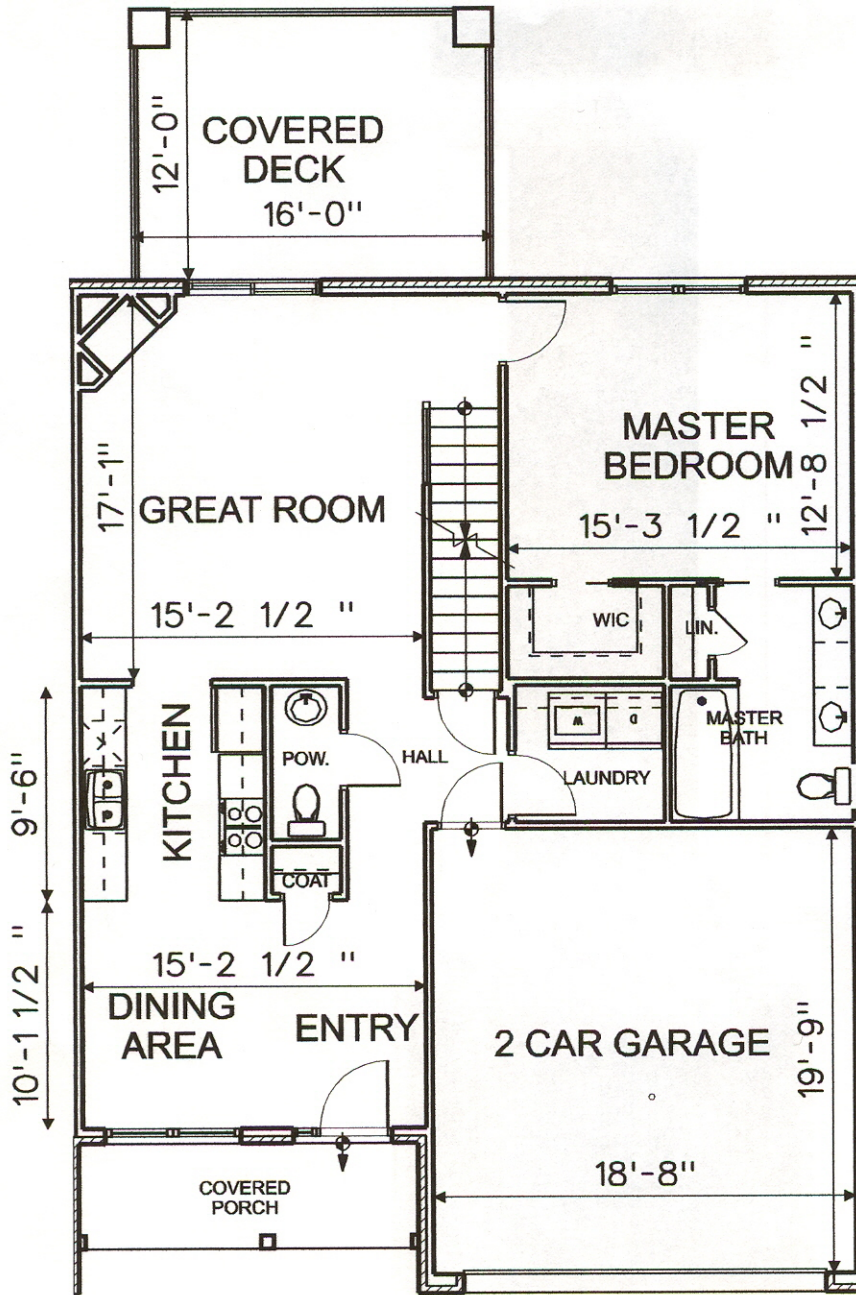 12'-0"
COVERED
DECK
16'-0"
17'-1"
GREAT ROOM
15'-2 1/2 "
MASTER
BEDROOM
12'-8 1/2 "
15'-3 1/2 "
WIC
LIN.
9'-6"
KITCHEN
POW.
HALL
W
D
LAUNDRY
MASTER
BATH
COAT
10'-1 1/2 "
15'-2 1/2 "
DINING
AREA
ENTRY
2 CAR GARAGE
19'-9"
18'-8"
COVERED
PORCH